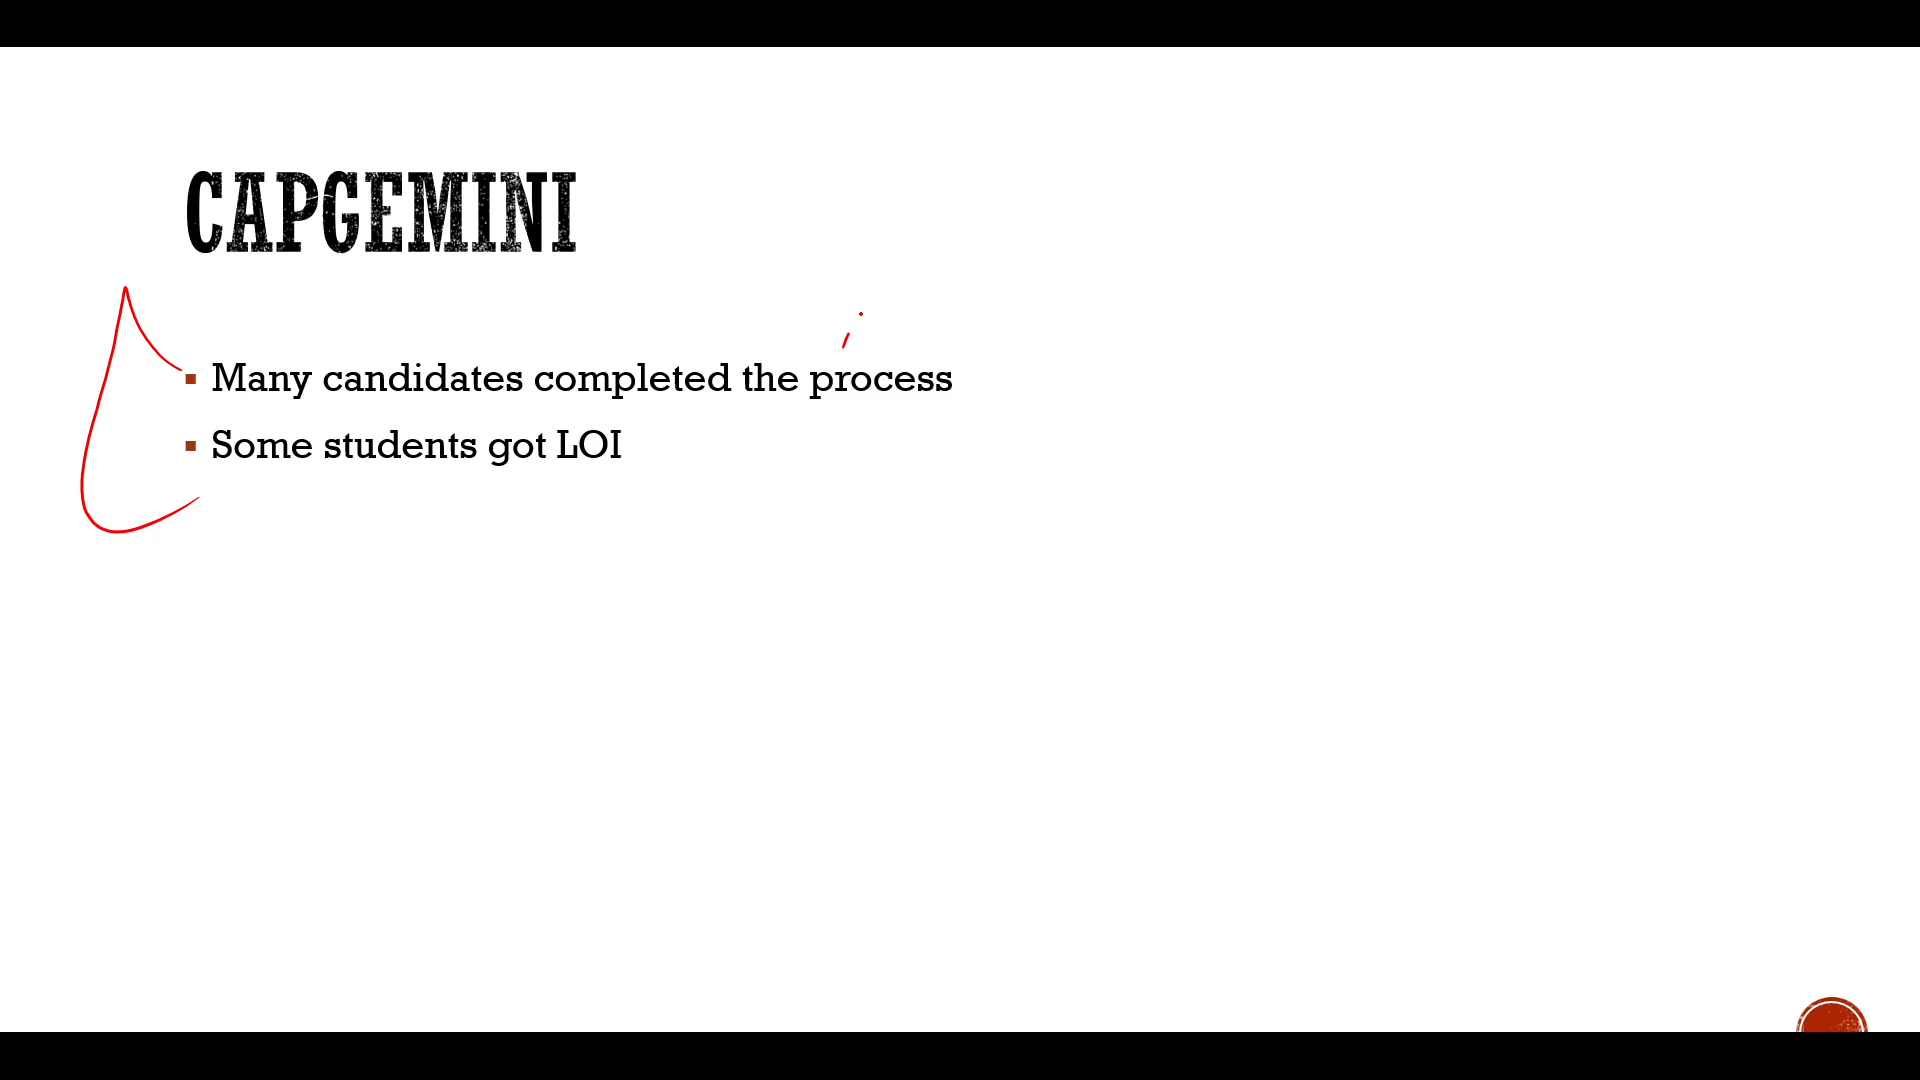 CAPGEMINI
Many candidates completed the process
Some students got LOI